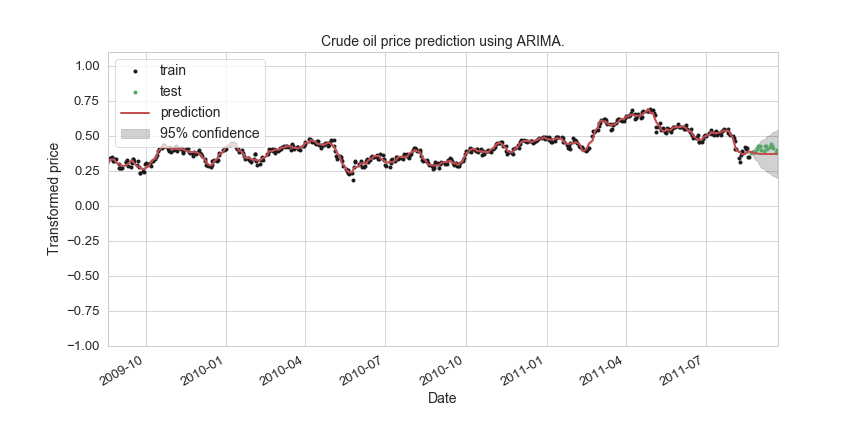 Crude oil price prediction using ARIMA.
1.00
0.75
0.50
0.25
0.00
−0.25
−0.50
−0.75
−1.00
Transformed price
train
test
prediction
95% confidence
2009-10
2010-01
2010-04
2010-07
2010-10
2011-01
2011-04
2011-07
Date